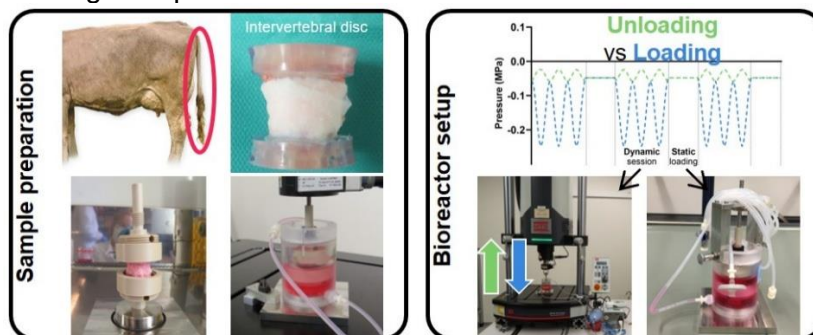 Sample preparation
Intervertebral disc
Bioreactor setup
Unloading
vs Loading
Pressure (MPa)
0.1
0.0
-0.1
-0.2
Dynamic
session
Static
loading